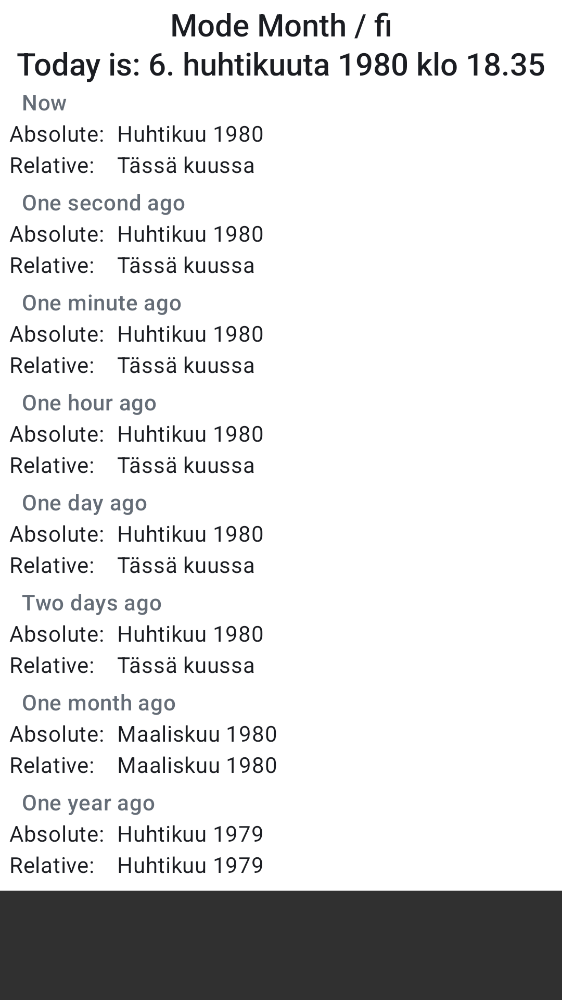 Mode Month / fi
Today is: 6. huhtikuuta 1980 klo 18.35
Now
Absolute: Huhtikuu 1980
Relative: Tässä kuussa
One second ago
Absolute: Huhtikuu 1980
Relative: Tässä kuussa
One minute ago
Absolute: Huhtikuu 1980
Relative: Tässä kuussa
One hour ago
Absolute: Huhtikuu 1980
Relative: Tässä kuussa
One day ago
Absolute: Huhtikuu 1980
Relative: Tässä kuussa
Two days ago
Absolute: Huhtikuu 1980
Relative: Tässä kuussa
One month ago
Absolute: Maaliskuu 1980
Relative: Maaliskuu 1980
One year ago
Absolute: Huhtikuu 1979
Relative: Huhtikuu 1979